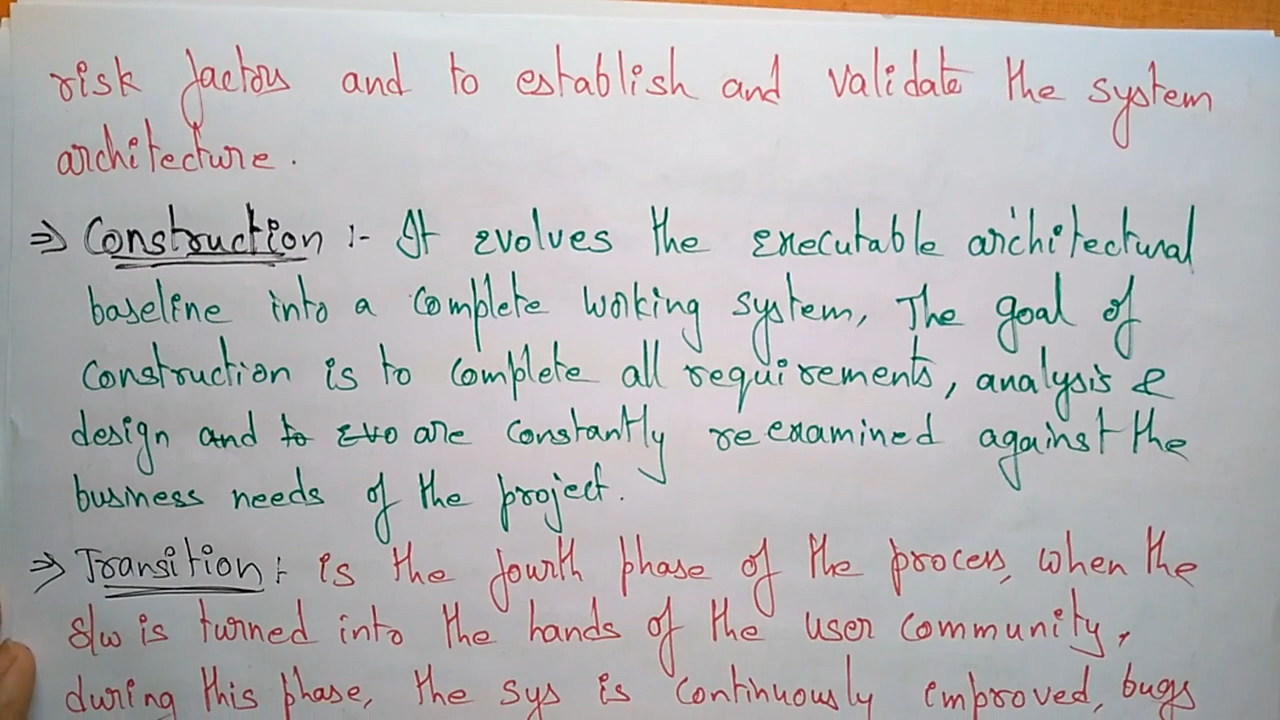 risk factors and to establish and validate the system
architecture.
⇒ Construction :- It evolves the executable architectural
baseline into a complete working system, The goal of
construction is to complete all requirements, analysis &
design and to evo are constantly reexamined against the
business needs of the project.
⇒ Transition :- is the fourth phase of the process, when the
s/w is turned into the hands of the user community,
during this phase, the sys is continuously improved, bugs